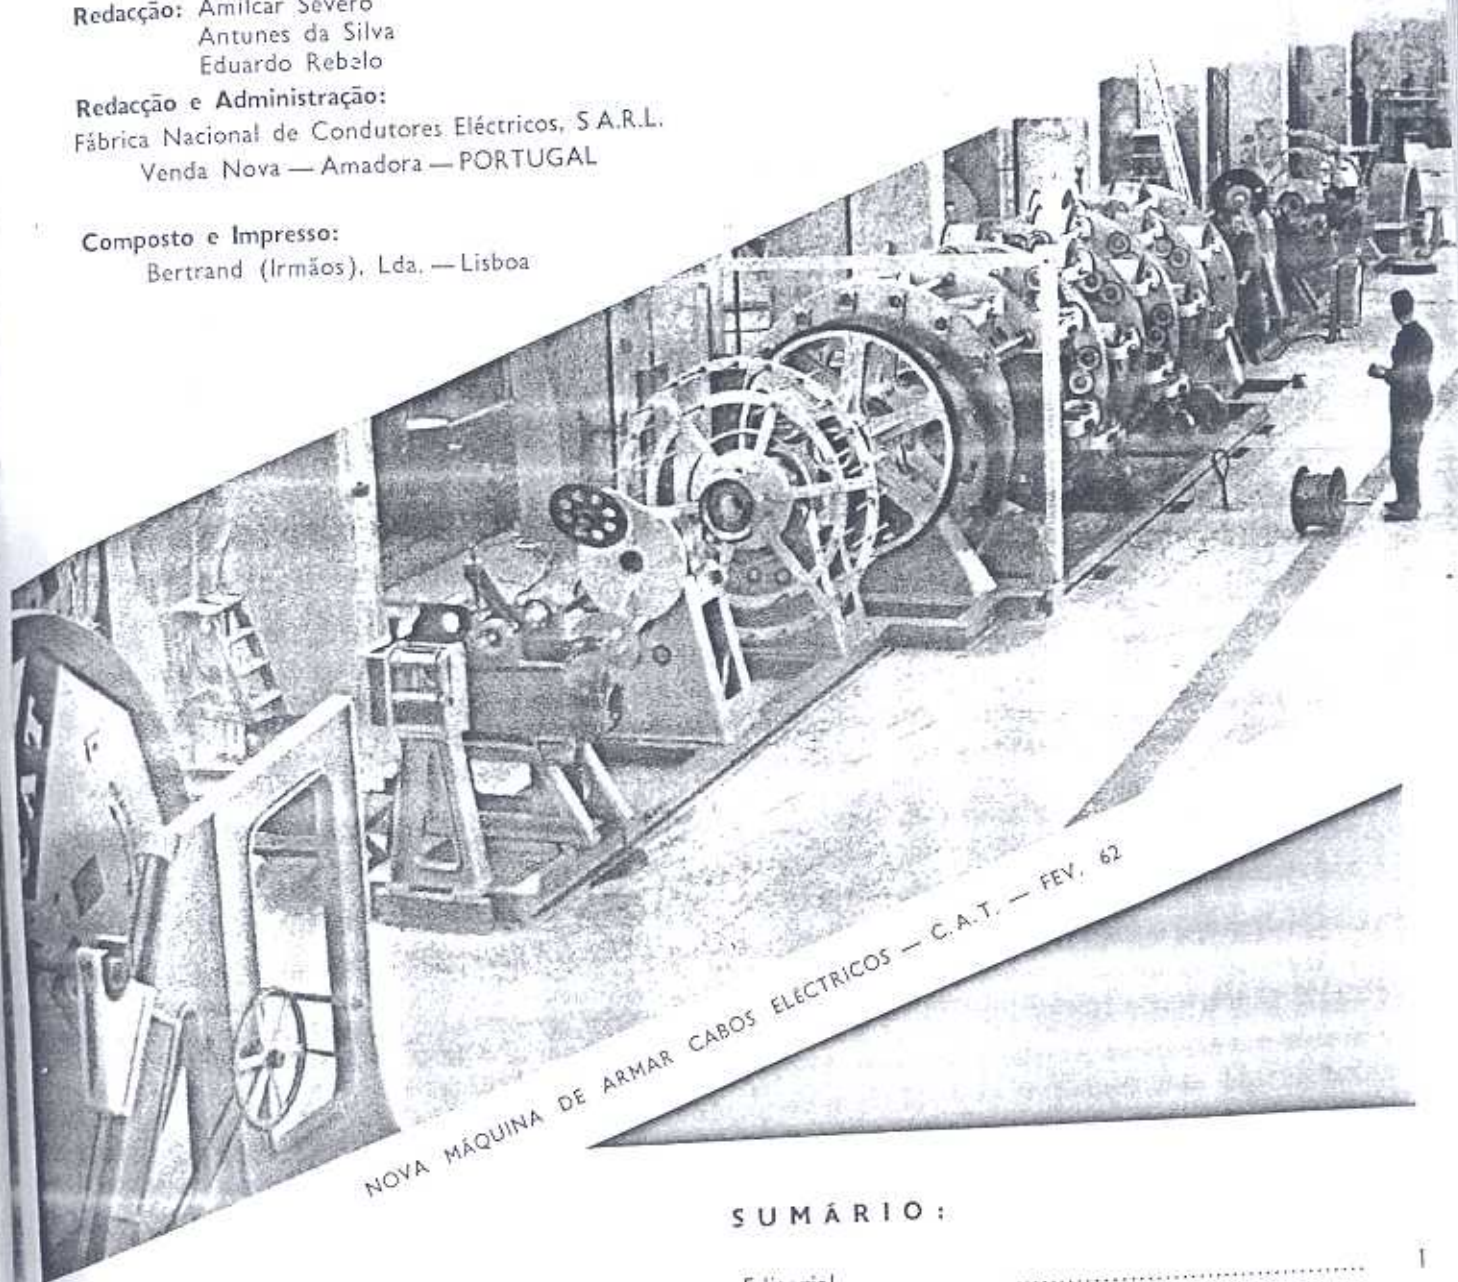 Redacção: Amílcar Severo
Antunes da Silva
Eduardo Rebelo
Redacção e Administração:
Fábrica Nacional de Condutores Eléctricos, S.A.R.L.
Venda Nova — Amadora — PORTUGAL
Composto e Impresso:
Bertrand (Irmãos), Lda. — Lisboa
NOVA MÁQUINA DE ARMAR CABOS ELÉCTRICOS — C.A.T. — FEV. 62
SUMÁRIO:
Editorial ........................ 1